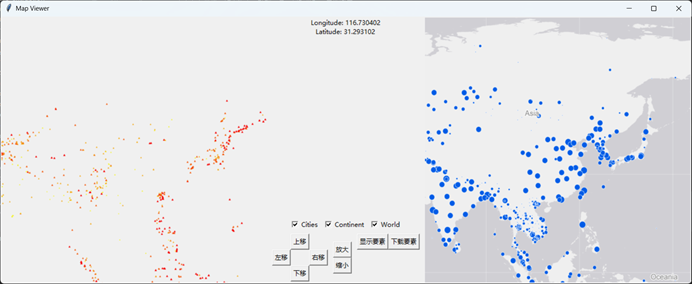 Map Viewer
Longitude: 116.730402
Latitude: 31.293102
Asia
Cities Continent World
上移 放大 显示要素 下载要素
左移 右移
下移 缩小
Oceania